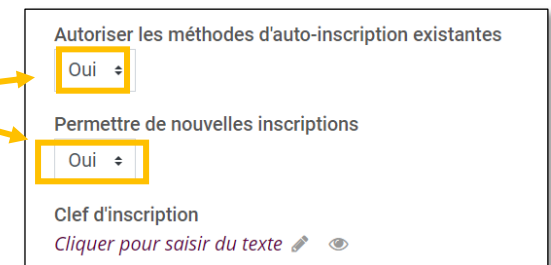 Autoriser les méthodes d'auto-inscription existantes
Oui
Permettre de nouvelles inscriptions
Oui
Clef d'inscription
Cliquer pour saisir du texte